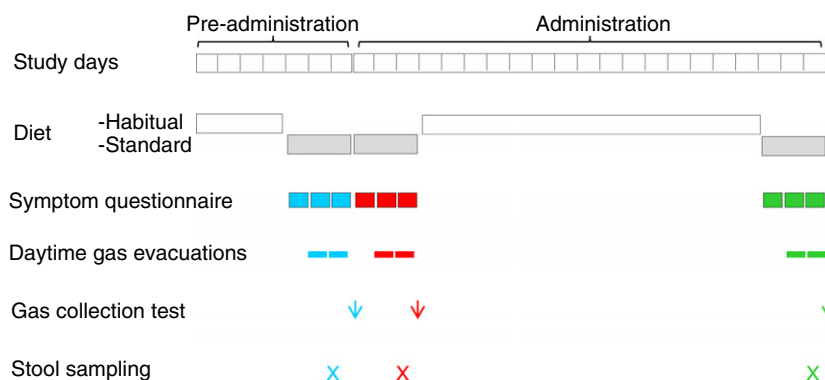 Pre-administration Administration
Study days
Diet -Habitual
-Standard
Symptom questionnaire
Daytime gas evacuations
Gas collection test
Stool sampling X X X